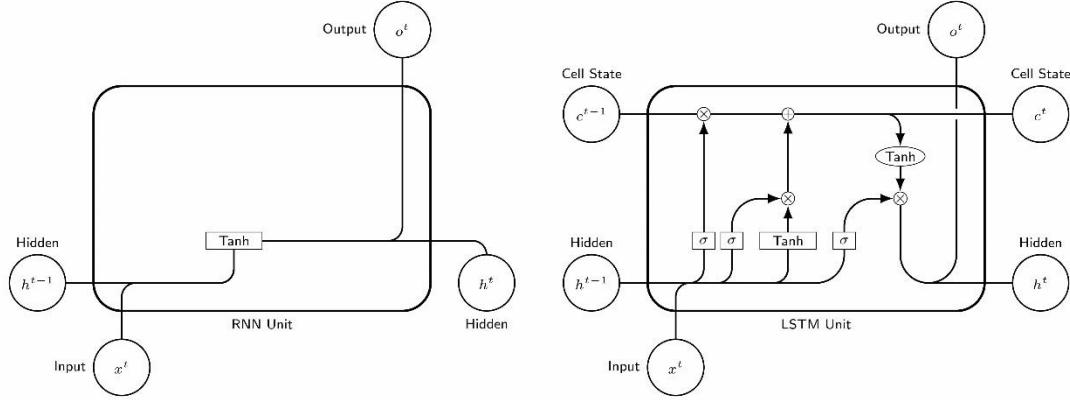 Output
o^t
Hidden
h^{t-1}
Tanh
h^t
Hidden
RNN Unit
Input
x^t
Output
o^t
Cell State
c^{t-1}
Cell State
c^t
⊗
⊕
Tanh
⊗
⊗
Hidden
h^{t-1}
σ
σ
Tanh
σ
Hidden
h^t
LSTM Unit
Input
x^t